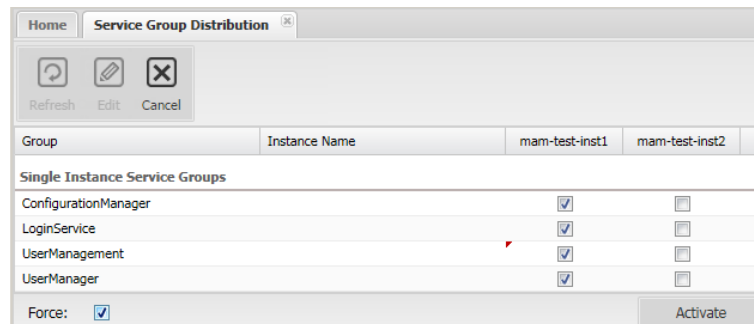 Home Service Group Distribution
Refresh Edit Cancel
Group Instance Name mam-test-inst1 mam-test-inst2
Single Instance Service Groups
ConfigurationManager
LoginService
UserManagement
UserManager
Force: Activate